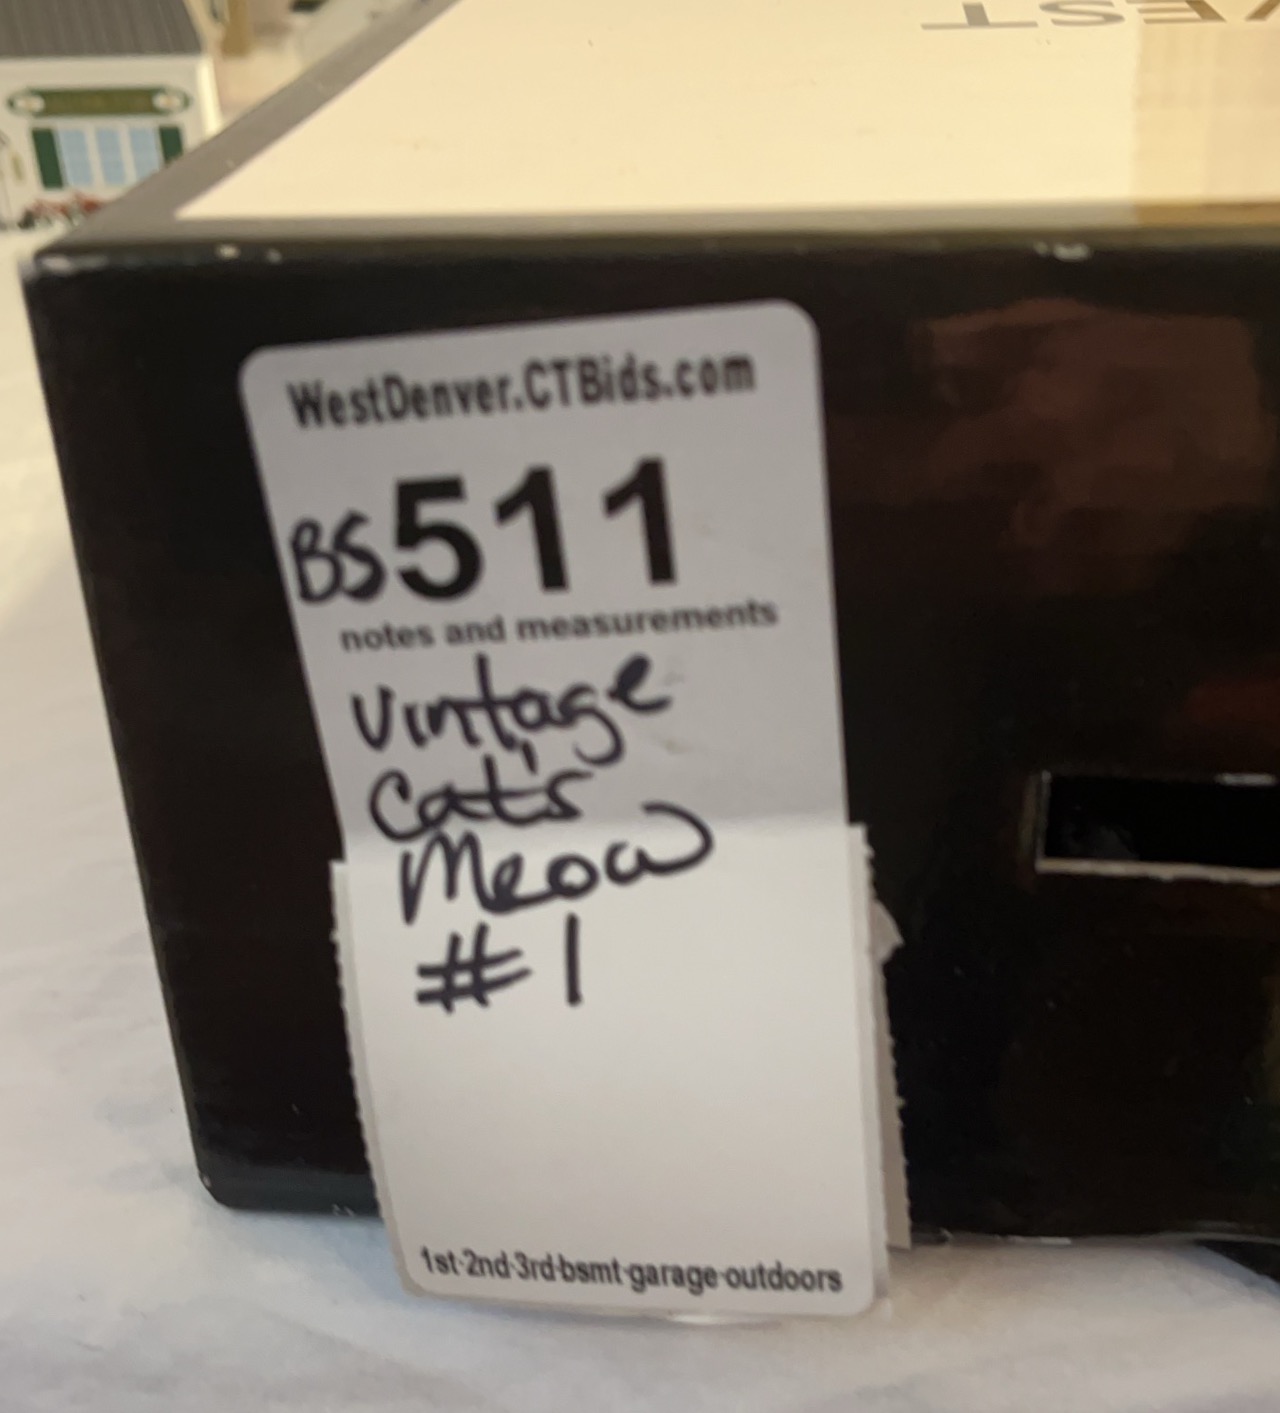 WestDenver.CTBids.com
BS511
notes and measurements
Vintage
Cat's
Meow
#1
1st-2nd-3rd-bsmt-garage-outdoors